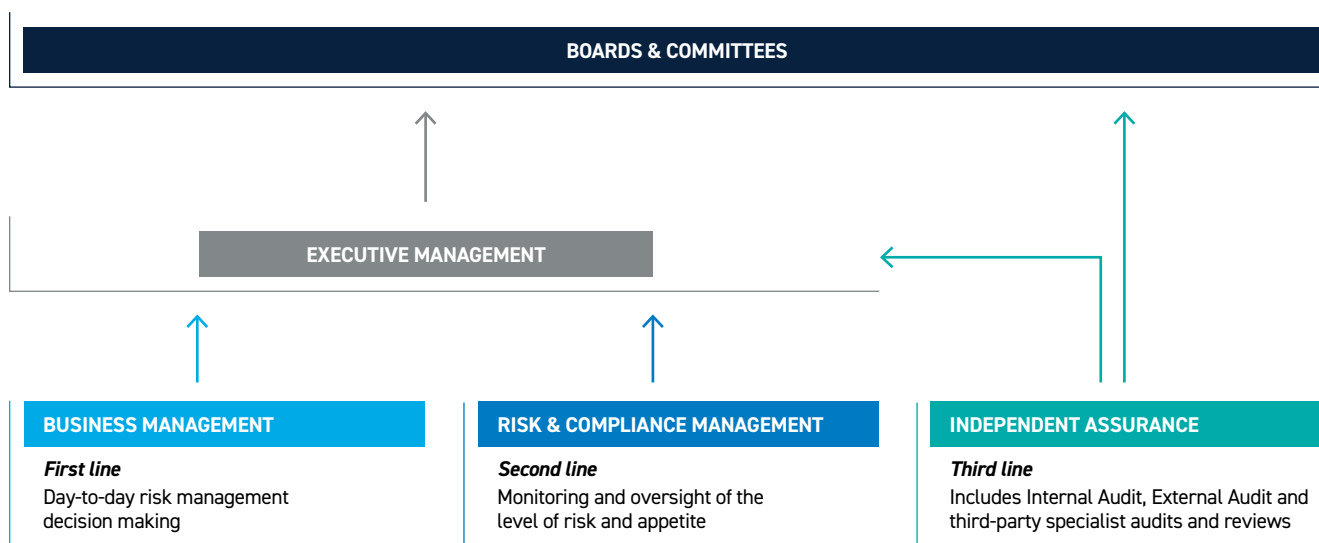 BOARDS & COMMITTEES
EXECUTIVE MANAGEMENT
BUSINESS MANAGEMENT
First line
Day-to-day risk management
decision making
RISK & COMPLIANCE MANAGEMENT
Second line
Monitoring and oversight of the
level of risk and appetite
INDEPENDENT ASSURANCE
Third line
Includes Internal Audit, External Audit and
third-party specialist audits and reviews